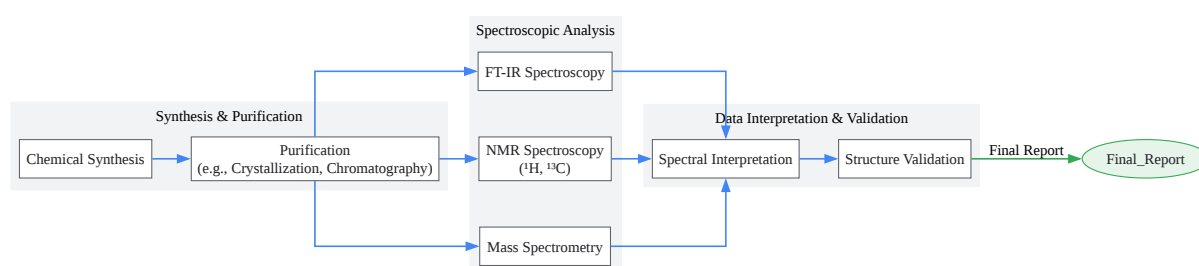 Synthesis & Purification
Chemical Synthesis
Purification
(e.g., Crystallization, Chromatography)
Spectroscopic Analysis
FT-IR Spectroscopy
NMR Spectroscopy
(¹H, ¹³C)
Mass Spectrometry
Data Interpretation & Validation
Spectral Interpretation
Structure Validation
Final Report
Final_Report